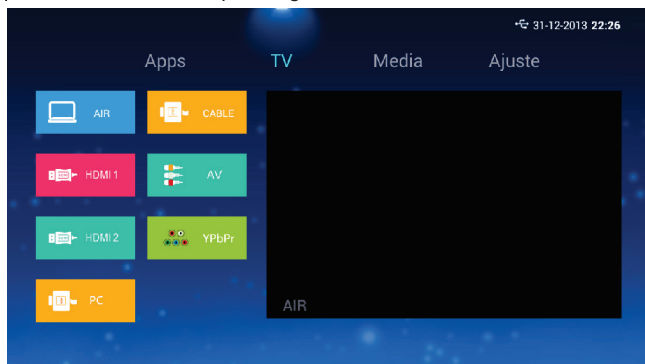 31-12-2013 22:26
Apps TV Media Ajuste
AIR CABLE
HDMI 1 AV
HDMI 2 YPbPr
PC
AIR